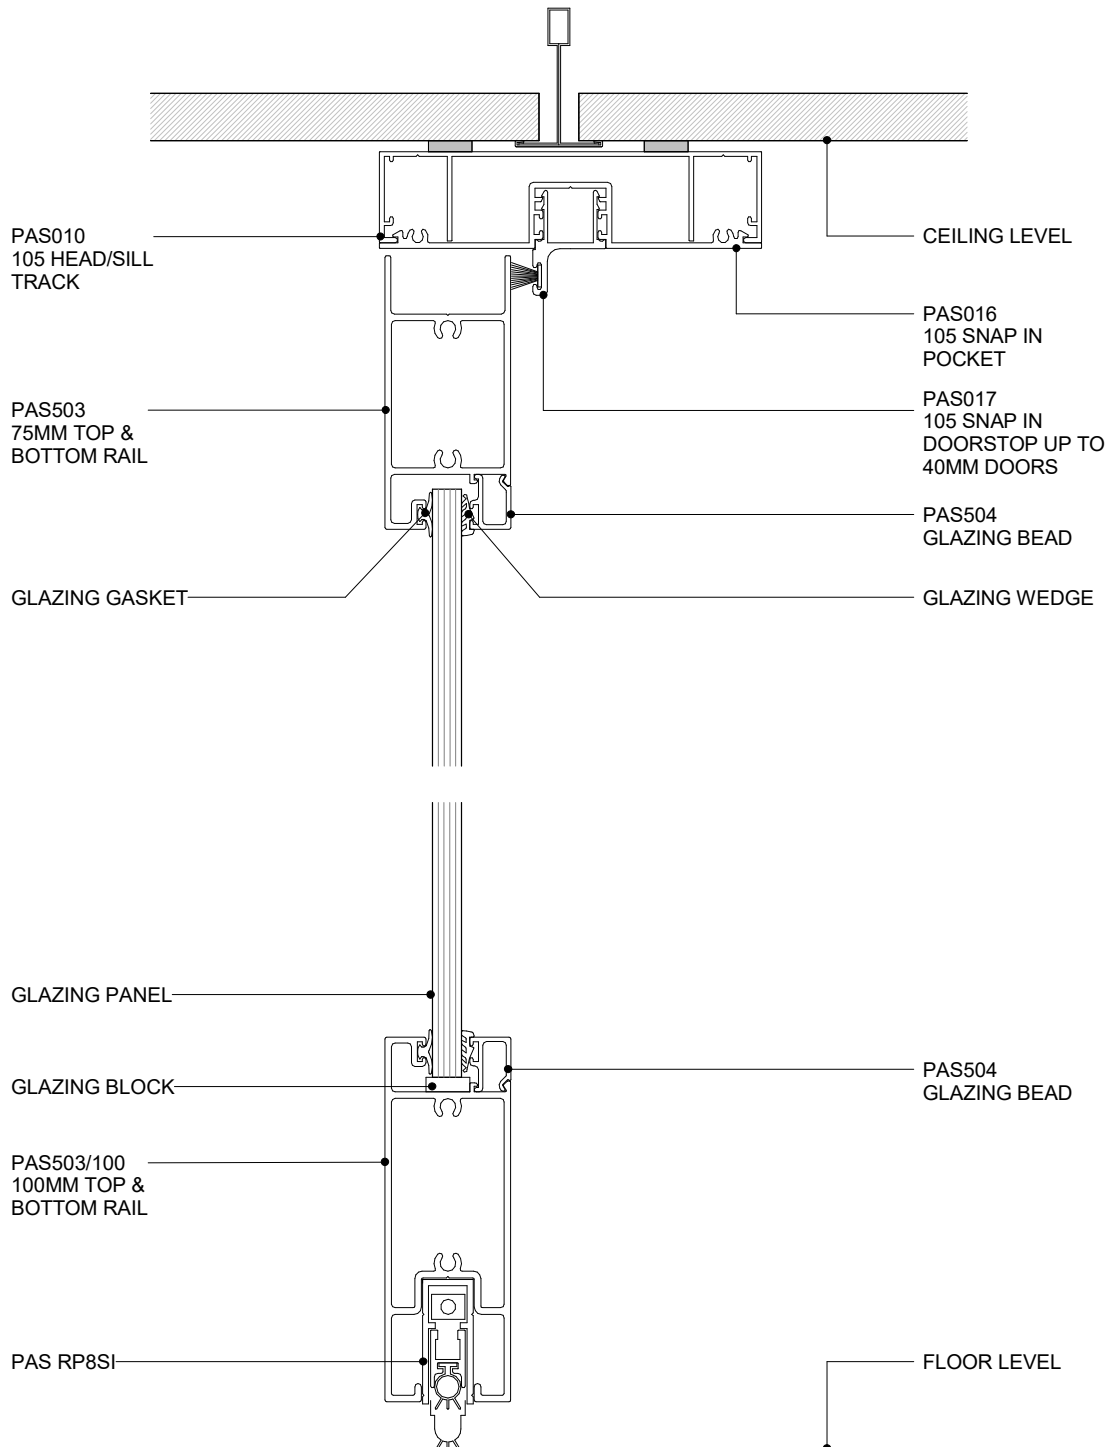 PAS010
105 HEAD/SILL
TRACK
CEILING LEVEL
PAS016
105 SNAP IN
POCKET
PAS503
75MM TOP &
BOTTOM RAIL
PAS017
105 SNAP IN
DOORSTOP UP TO
40MM DOORS
PAS504
GLAZING BEAD
GLAZING GASKET
GLAZING WEDGE
GLAZING PANEL
GLAZING BLOCK
PAS504
GLAZING BEAD
PAS503/100
100MM TOP &
BOTTOM RAIL
PAS RP8SI
FLOOR LEVEL